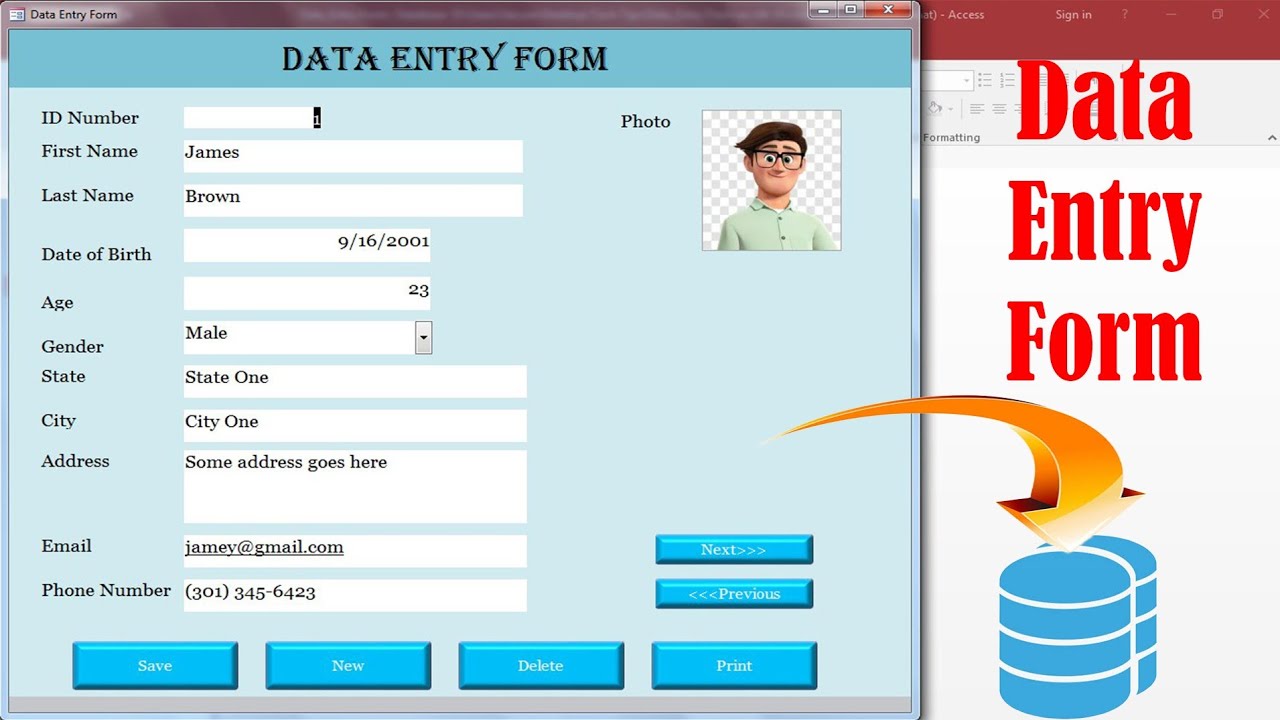 Data Entry Form
at) - Access
Sign in
?
DATA ENTRY FORM
ID Number 1
Photo
First Name James
Last Name Brown
Date of Birth 9/16/2001
Age 23
Gender Male
State State One
City City One
Address Some address goes here
Email jamey@gmail.com
Phone Number (301) 345-6423
Next>>>
<<<Previous
Save
New
Delete
Print
Formatting
Data
Entry
Form